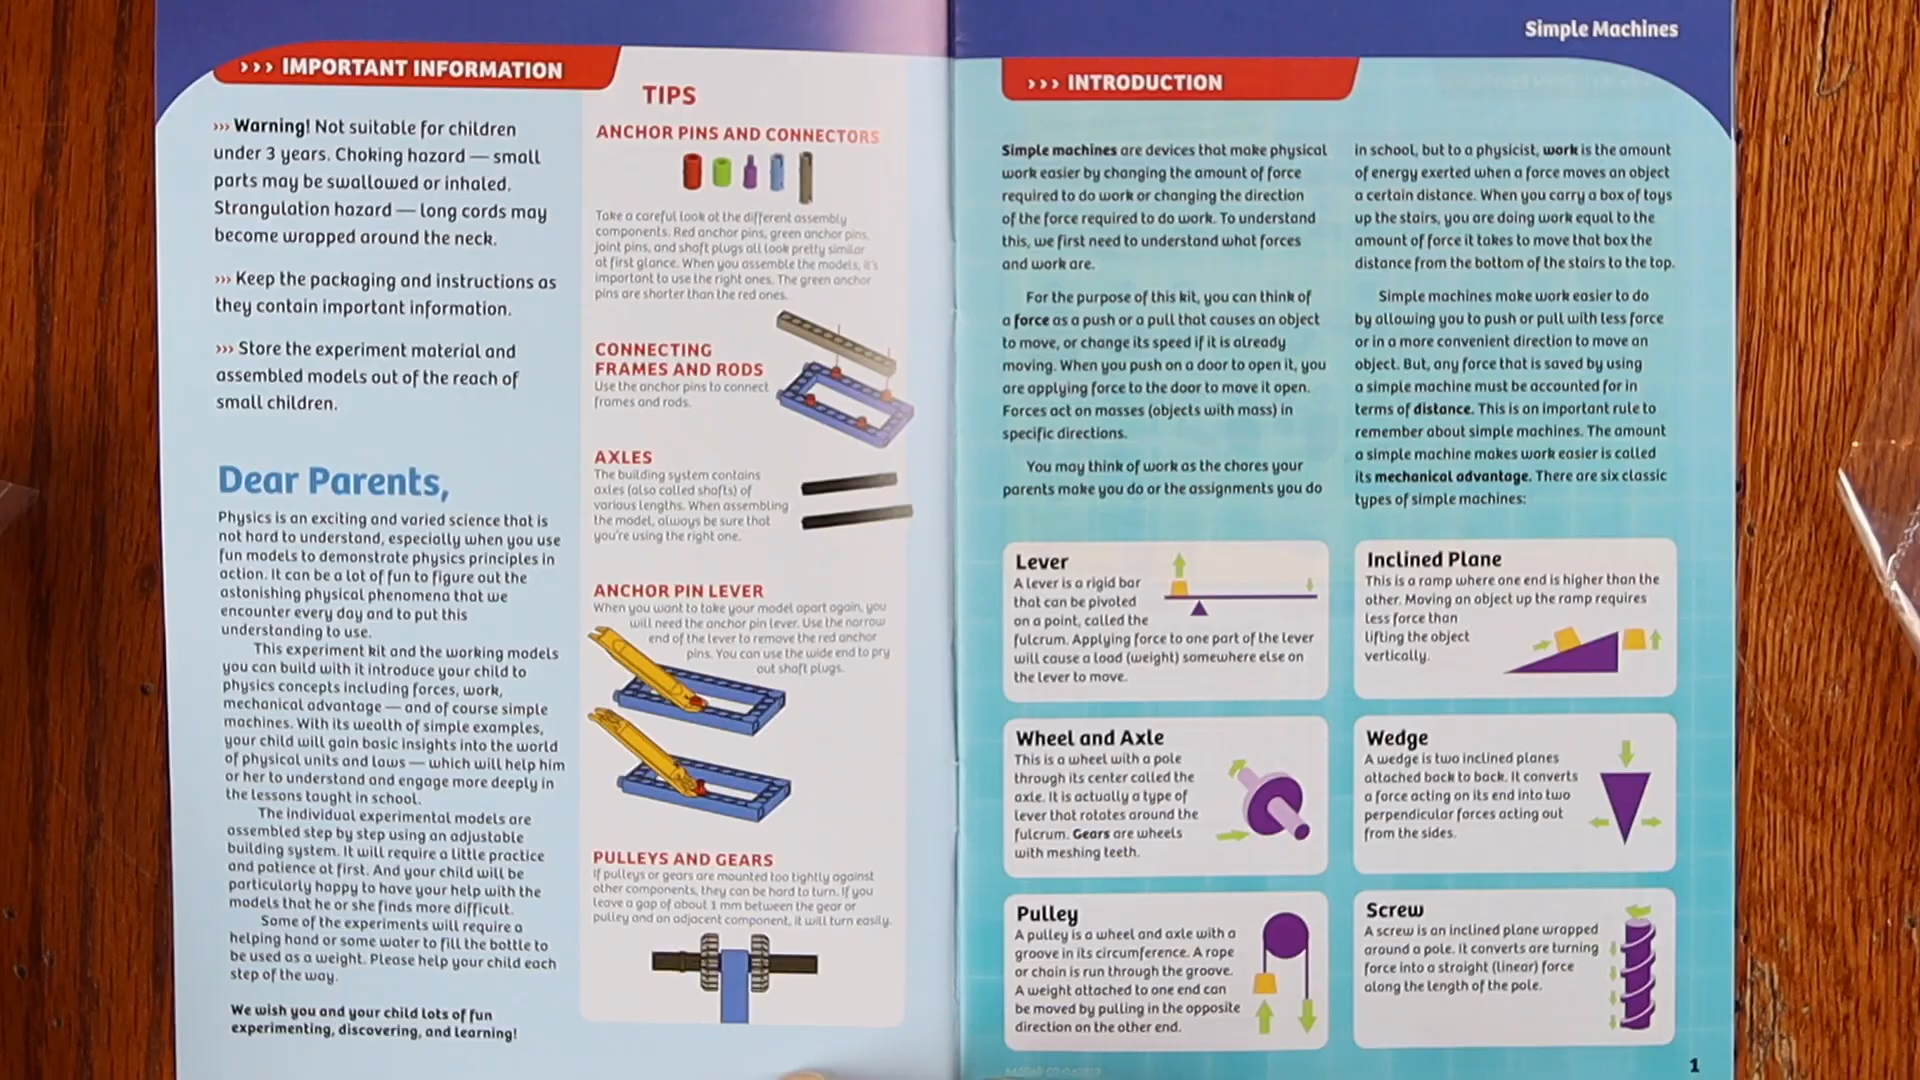 ››› IMPORTANT INFORMATION
››› Warning! Not suitable for children
under 3 years. Choking hazard — small
parts may be swallowed or inhaled.
Strangulation hazard — long cords may
become wrapped around the neck.
››› Keep the packaging and instructions as
they contain important information.
››› Store the experiment material and
assembled models out of the reach of
small children.
Dear Parents,
Physics is an exciting and varied science that is
not hard to understand, especially when you use
fun models to demonstrate physics principles in
action. It can be a lot of fun to figure out the
astonishing physical phenomena that we
encounter every day and to put this
understanding to use.
This experiment kit and the working models
you can build with it introduce your child to
physics concepts including forces, work,
mechanical advantage — and of course simple
machines. With its wealth of simple examples,
your child will gain basic insights into the world
of physical units and laws — which will help him
or her to understand and engage more deeply in
the lessons taught in school.
The individual experimental models are
assembled step by step using an adjustable
building system. It will require a little practice
and patience at first. And your child will be
particularly happy to have your help with the
models that he or she finds more difficult.
Some of the experiments will require a
helping hand or some water to fill the bottle to
be used as a weight. Please help your child each
step of the way.
We wish you and your child lots of fun
experimenting, discovering, and learning!
TIPS
ANCHOR PINS AND CONNECTORS
Take a careful look at the different assembly
components. Red anchor pins, green anchor pins,
joint pins, and shaft plugs all look pretty similar
at first glance. When you assemble the models, it's
important to use the right ones. The green anchor
pins are shorter than the red ones.
CONNECTING
FRAMES AND RODS
Use the anchor pins to connect
frames and rods.
AXLES
The building system contains
axles (also called shafts) of
various lengths. When assembling
the model, always be sure that
you're using the right one.
ANCHOR PIN LEVER
When you want to take your model apart again, you
will need the anchor pin lever. Use the narrow
end of the lever to remove the red anchor
pins. You can use the wide end to pry
out shaft plugs.
PULLEYS AND GEARS
If pulleys or gears are mounted too tightly against
other components, they can be hard to turn. If you
leave a gap of about 1 mm between the gear or
pulley and an adjacent component, it will turn easily.
Simple Machines
››› INTRODUCTION
Simple machines are devices that make physical
work easier by changing the amount of force
required to do work or changing the direction
of the force required to do work. To understand
this, we first need to understand what forces
and work are.
For the purpose of this kit, you can think of
a force as a push or a pull that causes an object
to move, or change its speed if it is already
moving. When you push on a door to open it, you
are applying force to the door to move it open.
Forces act on masses (objects with mass) in
specific directions.
You may think of work as the chores your
parents make you do or the assignments you do
in school, but to a physicist, work is the amount
of energy exerted when a force moves an object
a certain distance. When you carry a box of toys
up the stairs, you are doing work equal to the
amount of force it takes to move that box the
distance from the bottom of the stairs to the top.
Simple machines make work easier to do
by allowing you to push or pull with less force
or in a more convenient direction to move an
object. But, any force that is saved by using
a simple machine must be accounted for in
terms of distance. This is an important rule to
remember about simple machines. The amount
a simple machine makes work easier is called
its mechanical advantage. There are six classic
types of simple machines:
Lever
A lever is a rigid bar
that can be pivoted
on a point, called the
fulcrum. Applying force to one part of the lever
will cause a load (weight) somewhere else on
the lever to move.
Inclined Plane
This is a ramp where one end is higher than the
other. Moving an object up the ramp requires
less force than
lifting the object
vertically.
Wheel and Axle
This is a wheel with a pole
through its center called the
axle. It is actually a type of
lever that rotates around the
fulcrum. Gears are wheels
with meshing teeth.
Wedge
A wedge is two inclined planes
attached back to back. It converts
a force acting on its end into two
perpendicular forces acting out
from the sides.
Pulley
A pulley is a wheel and axle with a
groove in its circumference. A rope
or chain is run through the groove.
A weight attached to one end can
be moved by pulling in the opposite
direction on the other end.
Screw
A screw is an inclined plane wrapped
around a pole. It converts are turning
force into a straight (linear) force
along the length of the pole.
1